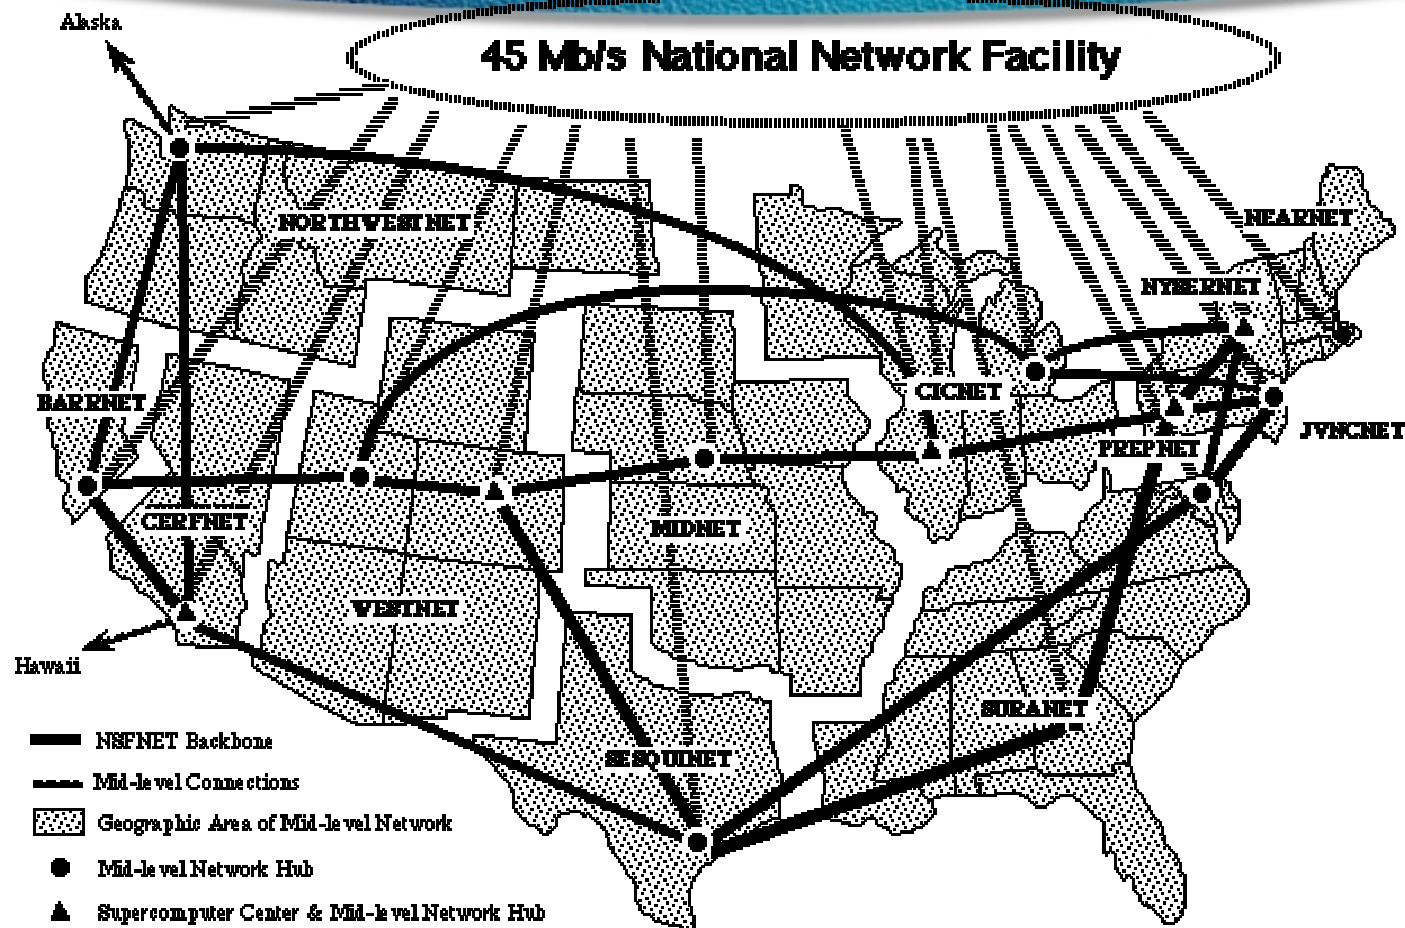 Alaska
45 Mb/s National Network Facility
NORTHWESTNET
NEARNET
NYSERNET
BARRNET
CICNET
JVNCNET
PREPNET
CERFNET
MIDNET
WESTNET
SURANET
SESQUINET
Hawaii
NSFNET Backbone
Mid-level Connections
Geographic Area of Mid-level Network
Mid-level Network Hub
Supercomputer Center & Mid-level Network Hub